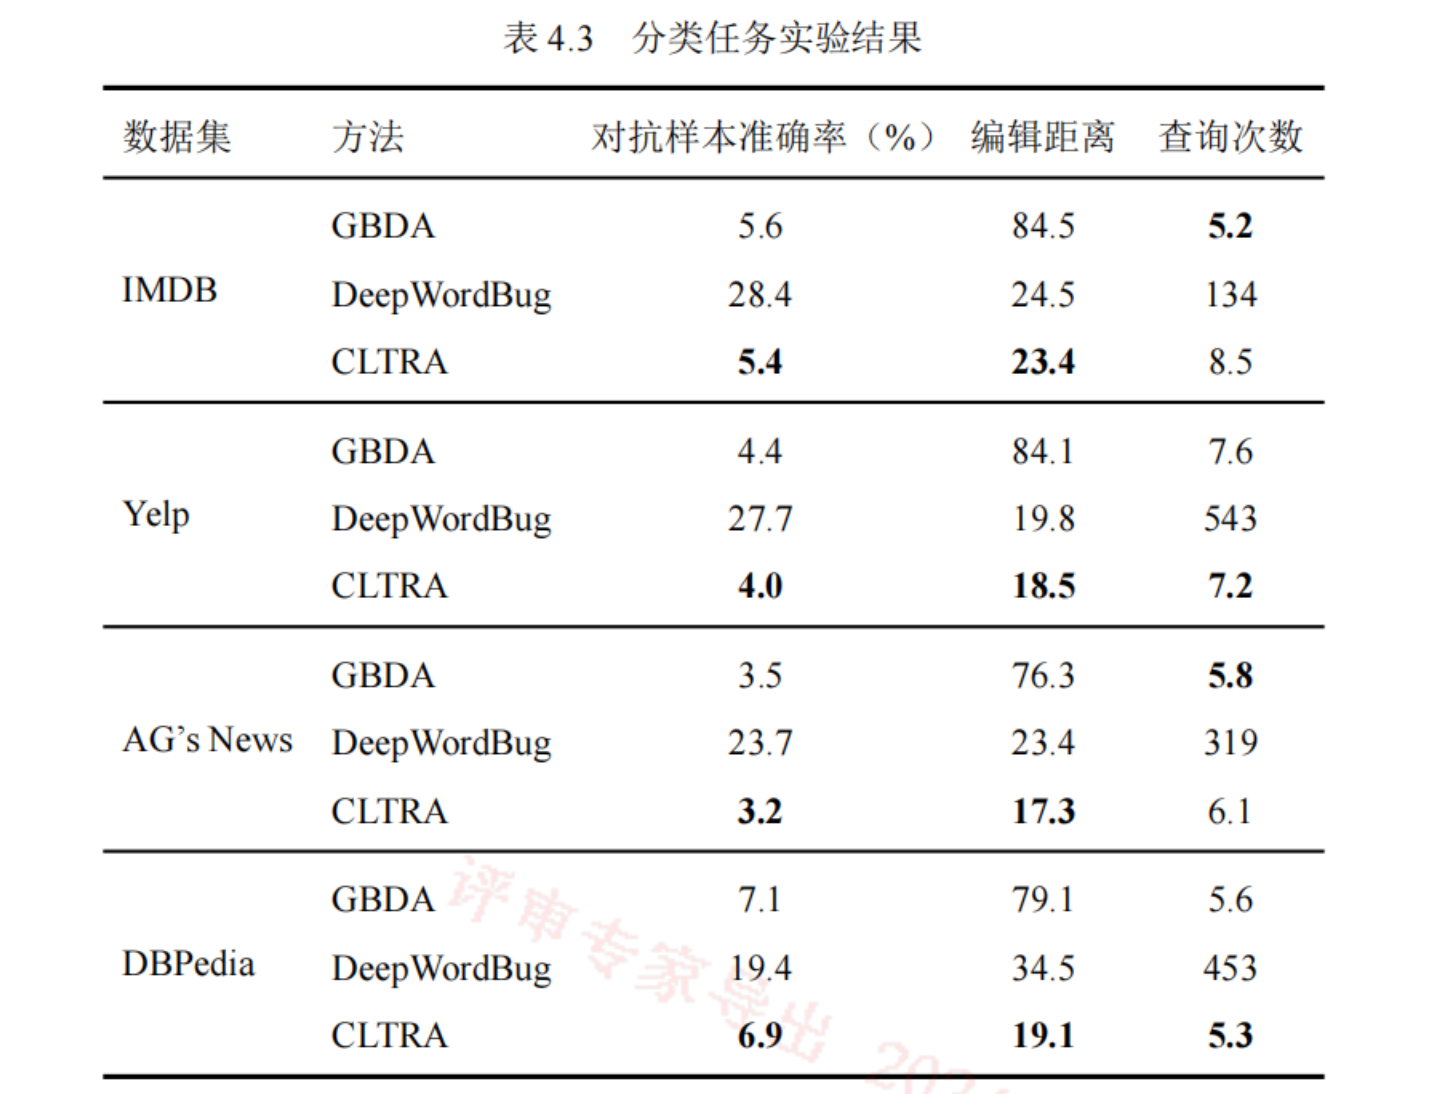 表 4.3 分类任务实验结果
数据集 方法 对抗样本准确率（%） 编辑距离 查询次数
GBDA 5.6 84.5 5.2
IMDB DeepWordBug 28.4 24.5 134
CLTRA 5.4 23.4 8.5
GBDA 4.4 84.1 7.6
Yelp DeepWordBug 27.7 19.8 543
CLTRA 4.0 18.5 7.2
GBDA 3.5 76.3 5.8
AG’s News DeepWordBug 23.7 23.4 319
CLTRA 3.2 17.3 6.1
GBDA 7.1 79.1 5.6
DBPedia DeepWordBug 19.4 34.5 453
CLTRA 6.9 19.1 5.3
评审专家导出